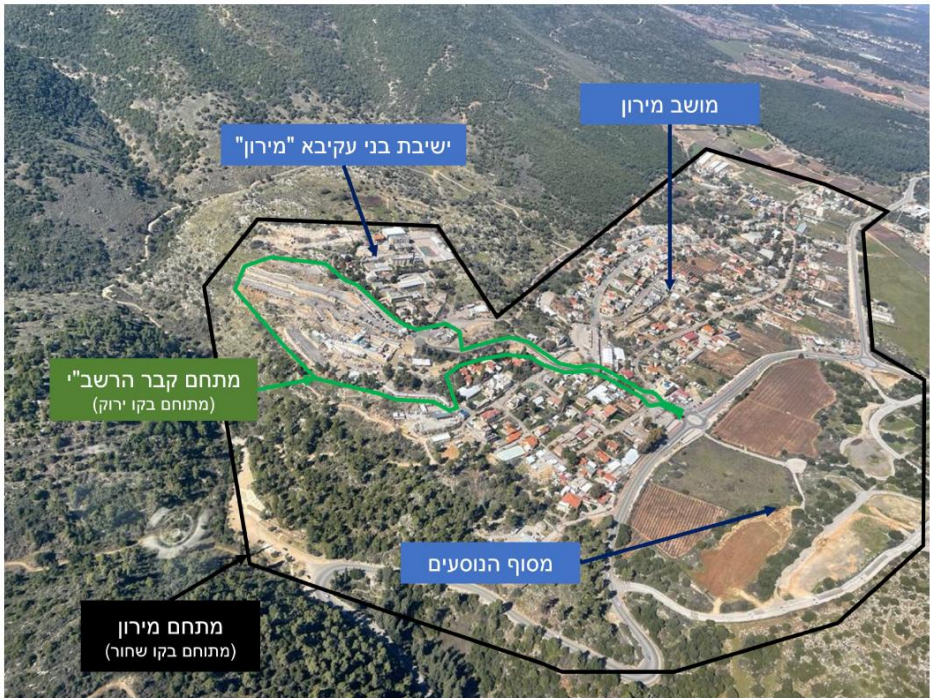 מושב מירון
ישיבת בני עקיבא "מירון"
מתחם קבר הרשב"י
(מתוחם בקו ירוק)
מסוף הנוסעים
מתחם מירון
(מתוחם בקו שחור)